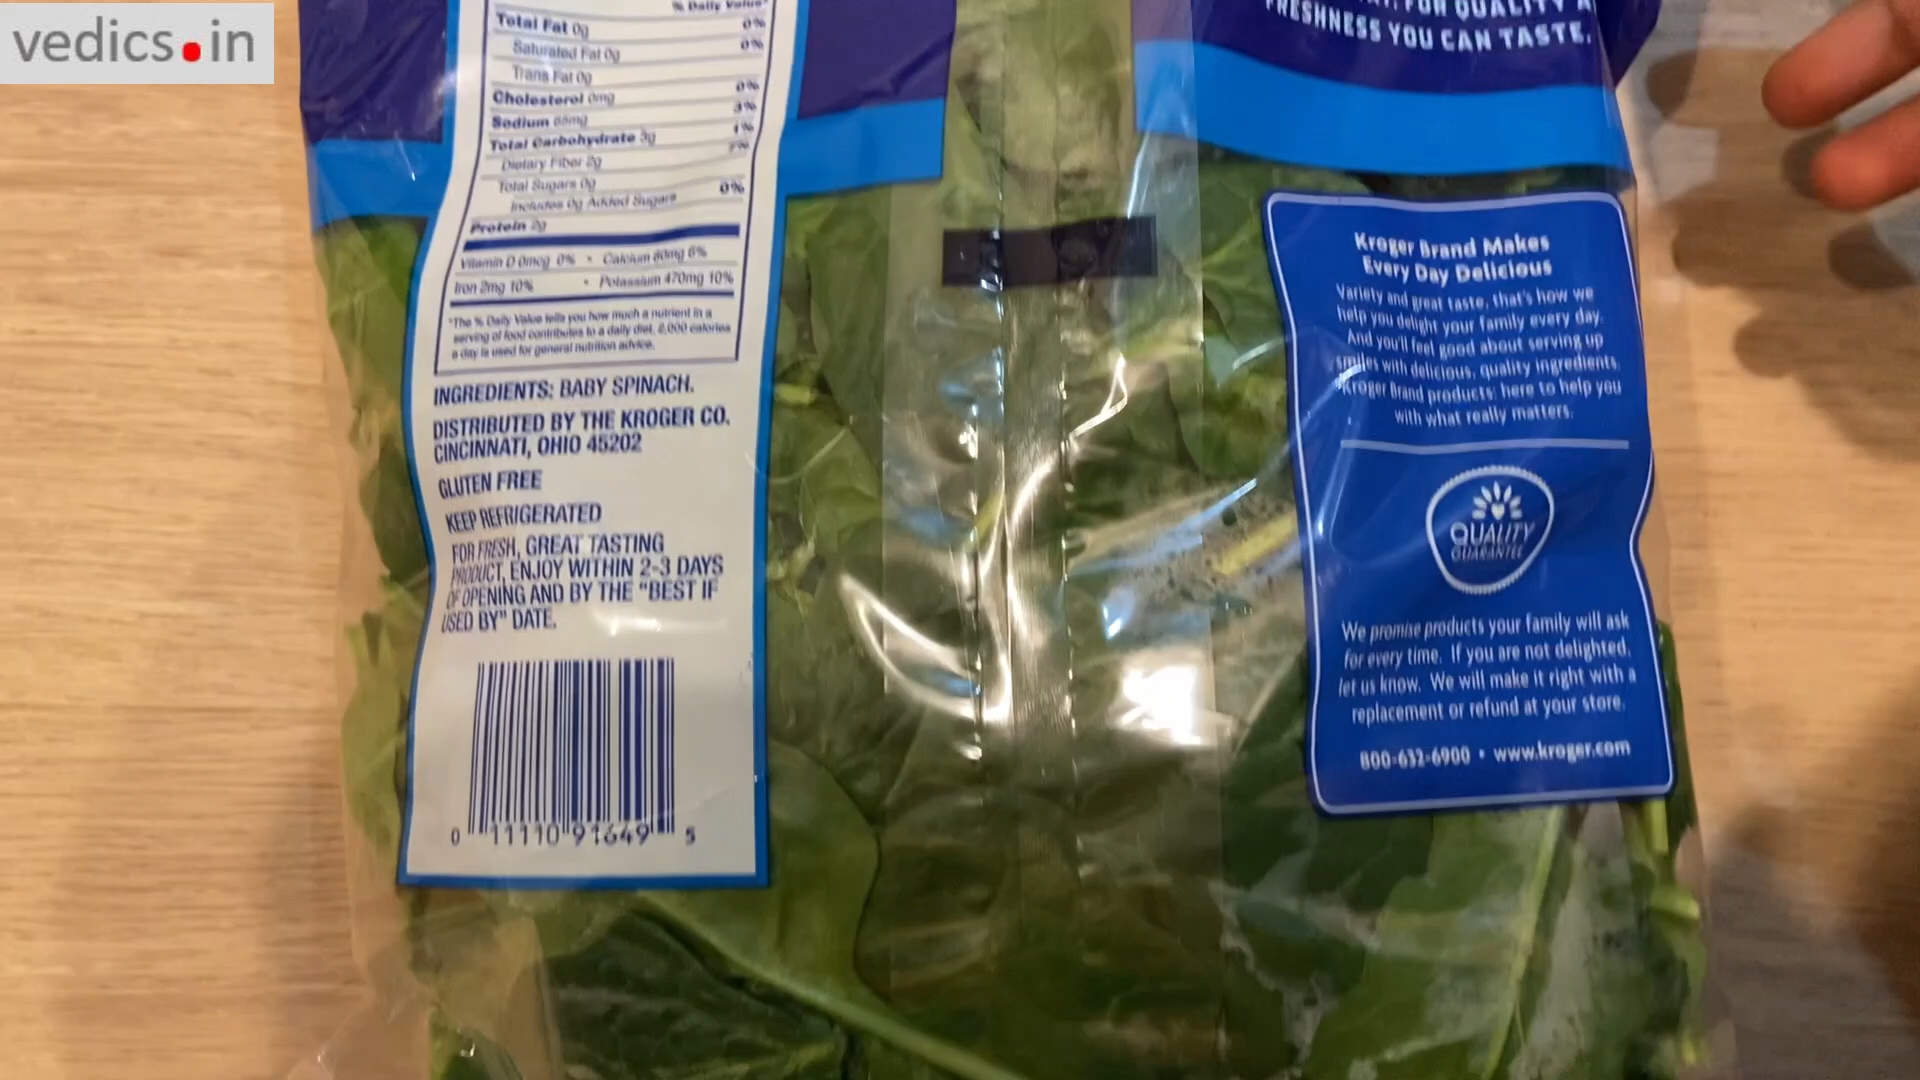 vedics.in
% Daily Value*
Total Fat 0g 0%
Saturated Fat 0g 0%
Trans Fat 0g
Cholesterol 0mg 0%
Sodium 65mg 3%
Total Carbohydrate 3g 1%
Dietary Fiber 2g 7%
Total Sugars 0g
Includes 0g Added Sugars 0%
Protein 2g
Vitamin D 0mcg 0% • Calcium 60mg 6%
Iron 2mg 10% • Potassium 470mg 10%
*The % Daily Value tells you how much a nutrient in a
serving of food contributes to a daily diet. 2,000 calories
a day is used for general nutrition advice.
INGREDIENTS: BABY SPINACH.
DISTRIBUTED BY THE KROGER CO.
CINCINNATI, OHIO 45202
GLUTEN FREE
KEEP REFRIGERATED
FOR FRESH, GREAT TASTING
PRODUCT, ENJOY WITHIN 2-3 DAYS
OF OPENING AND BY THE "BEST IF
USED BY" DATE.
0 11110 91649 5
FOR QUALITY
FRESHNESS YOU CAN TASTE.
Kroger Brand Makes
Every Day Delicious
Variety and great taste, that's how we
help you delight your family every day.
And you'll feel good about serving up
smiles with delicious, quality ingredients.
Kroger Brand products: here to help you
with what really matters.
QUALITY
GUARANTEE
We promise products your family will ask
for every time. If you are not delighted,
let us know. We will make it right with a
replacement or refund at your store.
800-632-6900 • www.kroger.com